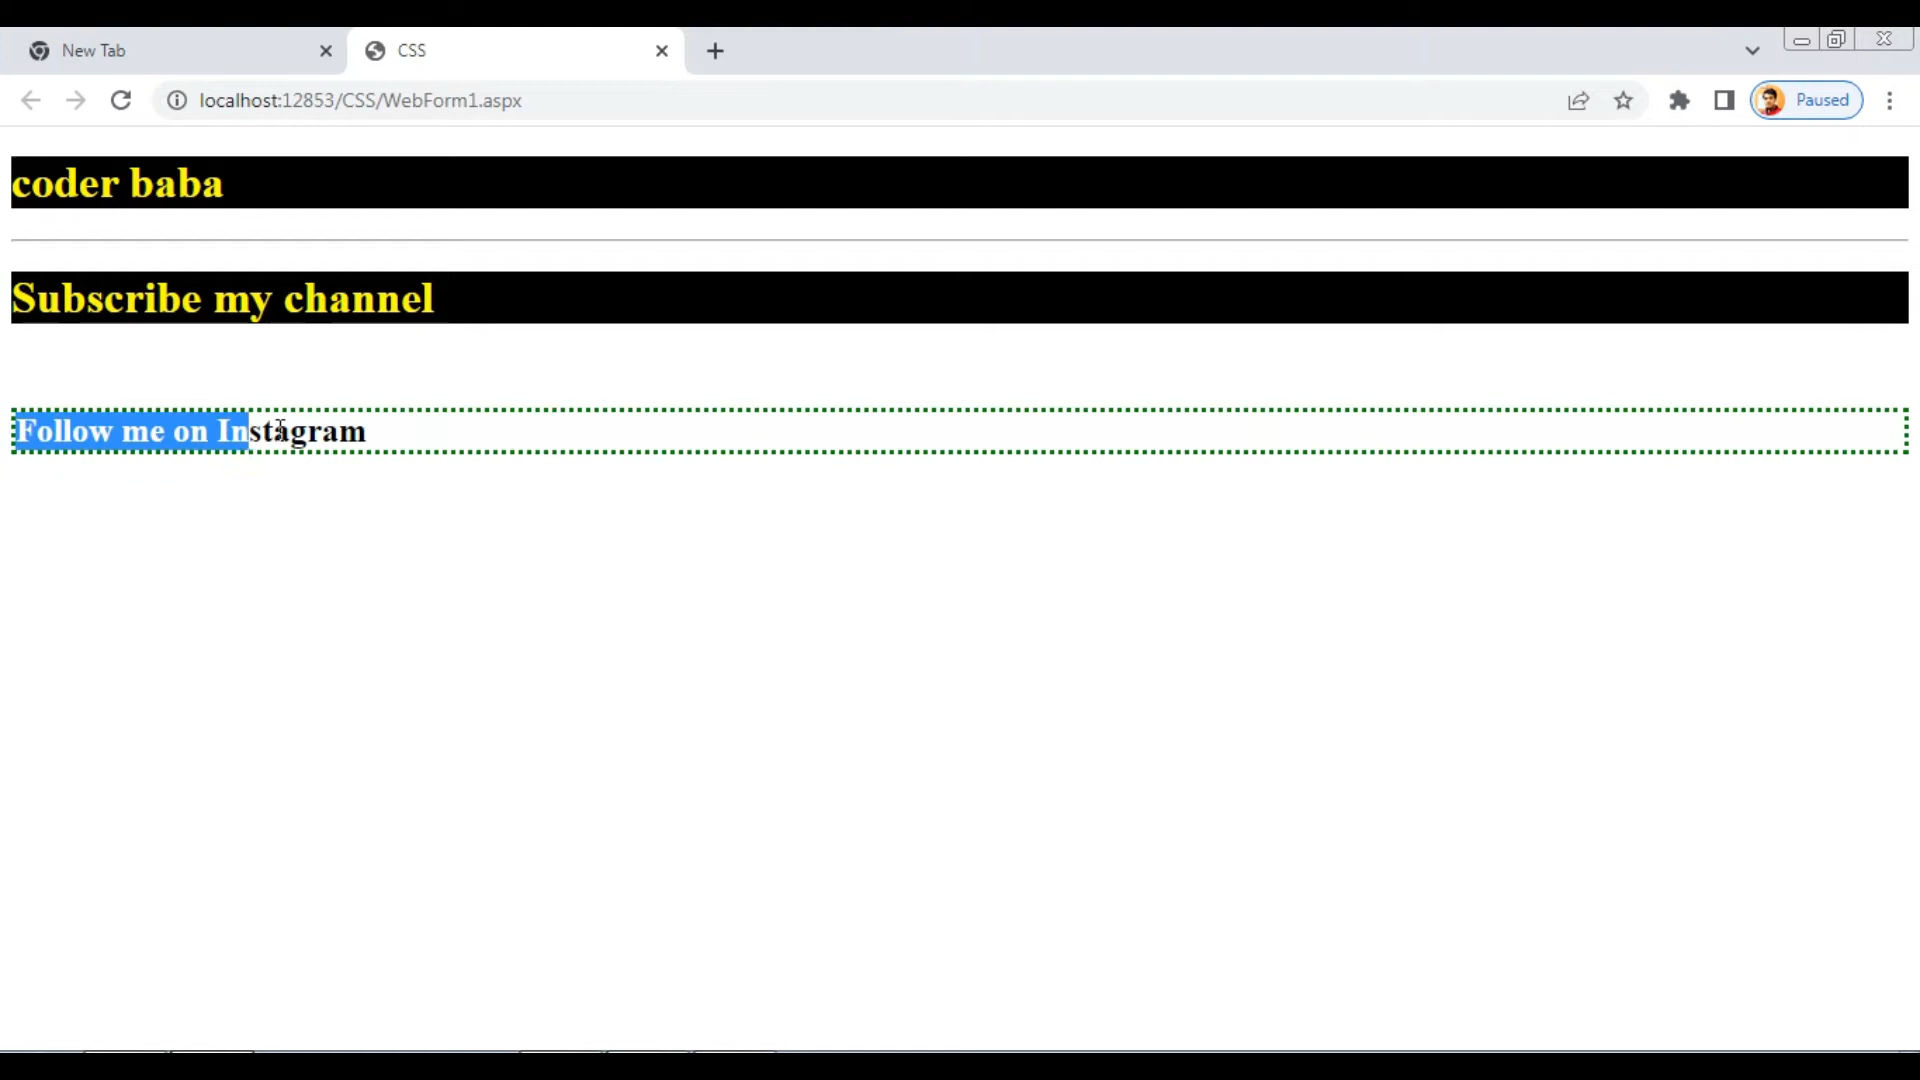 New Tab
CSS
localhost:12853/CSS/WebForm1.aspx
Paused
coder baba
Subscribe my channel
Follow me on Instagram